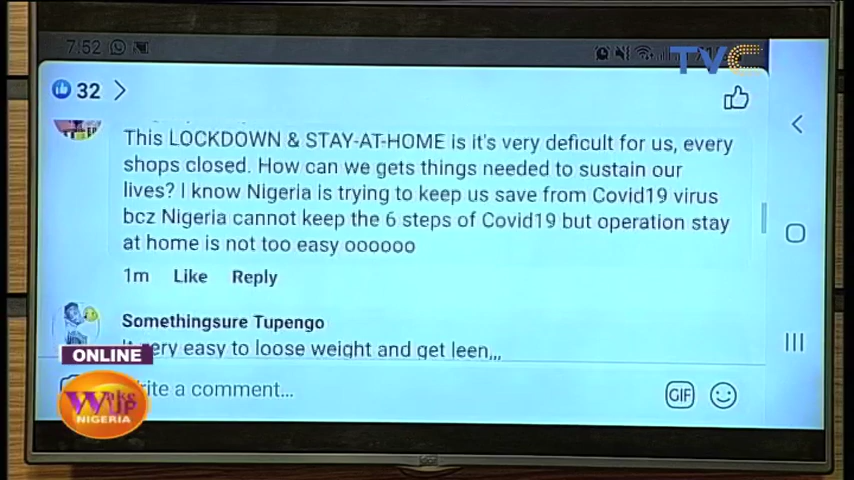 7:52
TVC
32
This LOCKDOWN & STAY-AT-HOME is it's very deficult for us, every
shops closed. How can we gets things needed to sustain our
lives? I know Nigeria is trying to keep us save from Covid19 virus
bcz Nigeria cannot keep the 6 steps of Covid19 but operation stay
at home is not too easy oooooo
1m Like Reply
Somethingsure Tupengo
very easy to loose weight and get leen,,,
ONLINE
a comment...
GIF
Wake
UP
NIGERIA